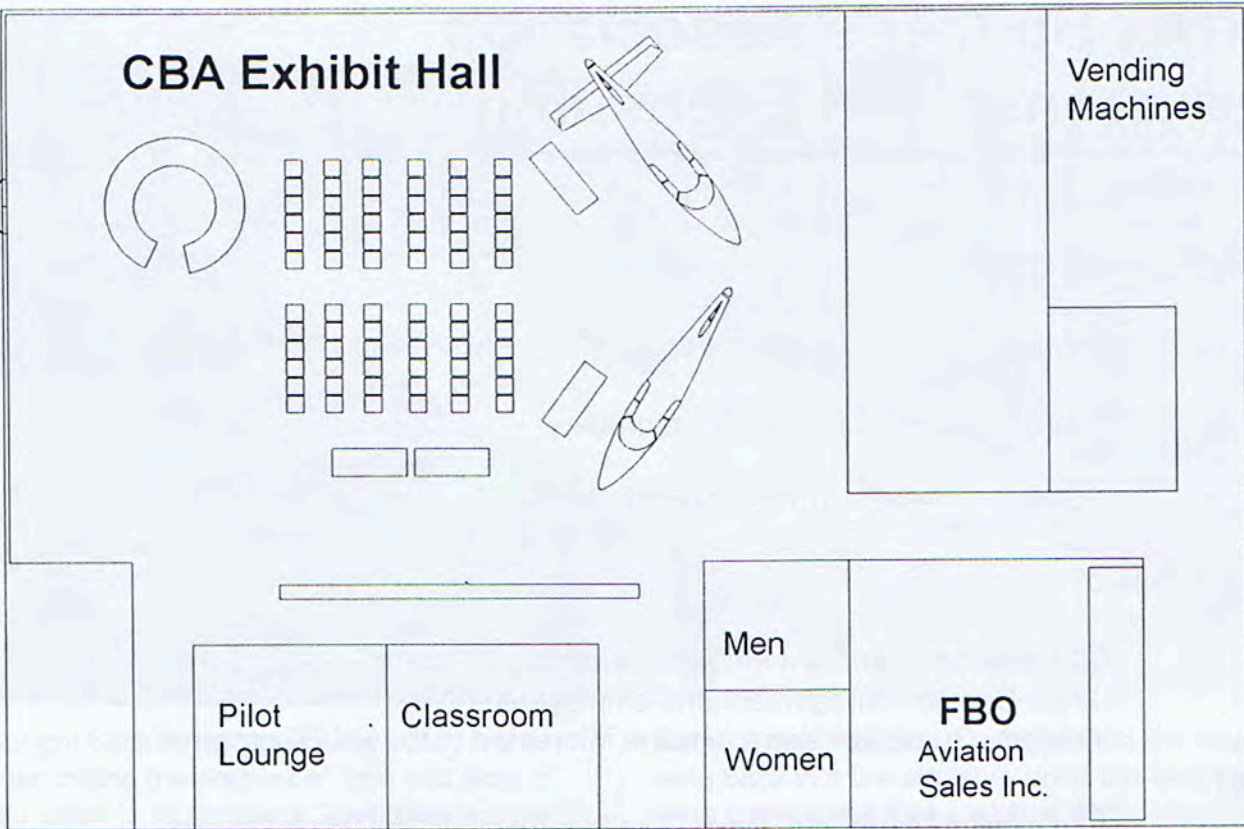 CBA Exhibit Hall
Vending
Machines
Men
Women
Pilot
Lounge
Classroom
FBO
Aviation
Sales Inc.